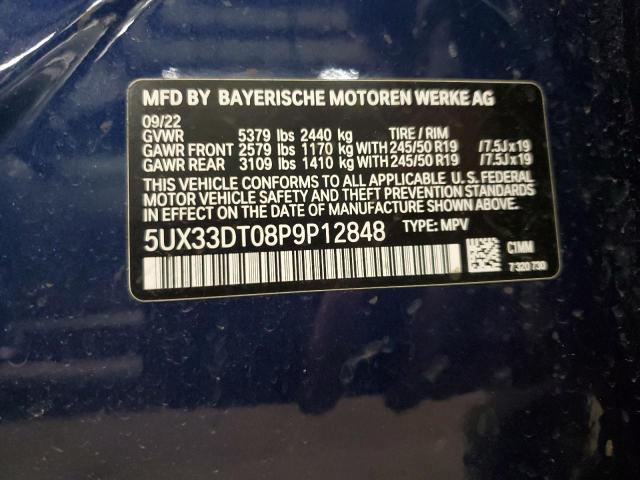 MFD BY BAYERISCHE MOTOREN WERKE AG
09/22
GVWR 5379 lbs 2440 kg TIRE / RIM
GAWR FRONT 2579 lbs 1170 kg WITH 245/50 R19 /7.5J x 19
GAWR REAR 3109 lbs 1410 kg WITH 245/50 R19 /7.5J x 19
THIS VEHICLE CONFORMS TO ALL APPLICABLE U. S. FEDERAL
MOTOR VEHICLE SAFETY AND THEFT PREVENTION STANDARDS
IN EFFECT ON THE DATE OF MANUFACTURE SHOWN ABOVE.
5UX33DT08P9P12848 TYPE: MPV
C1MM
7320730